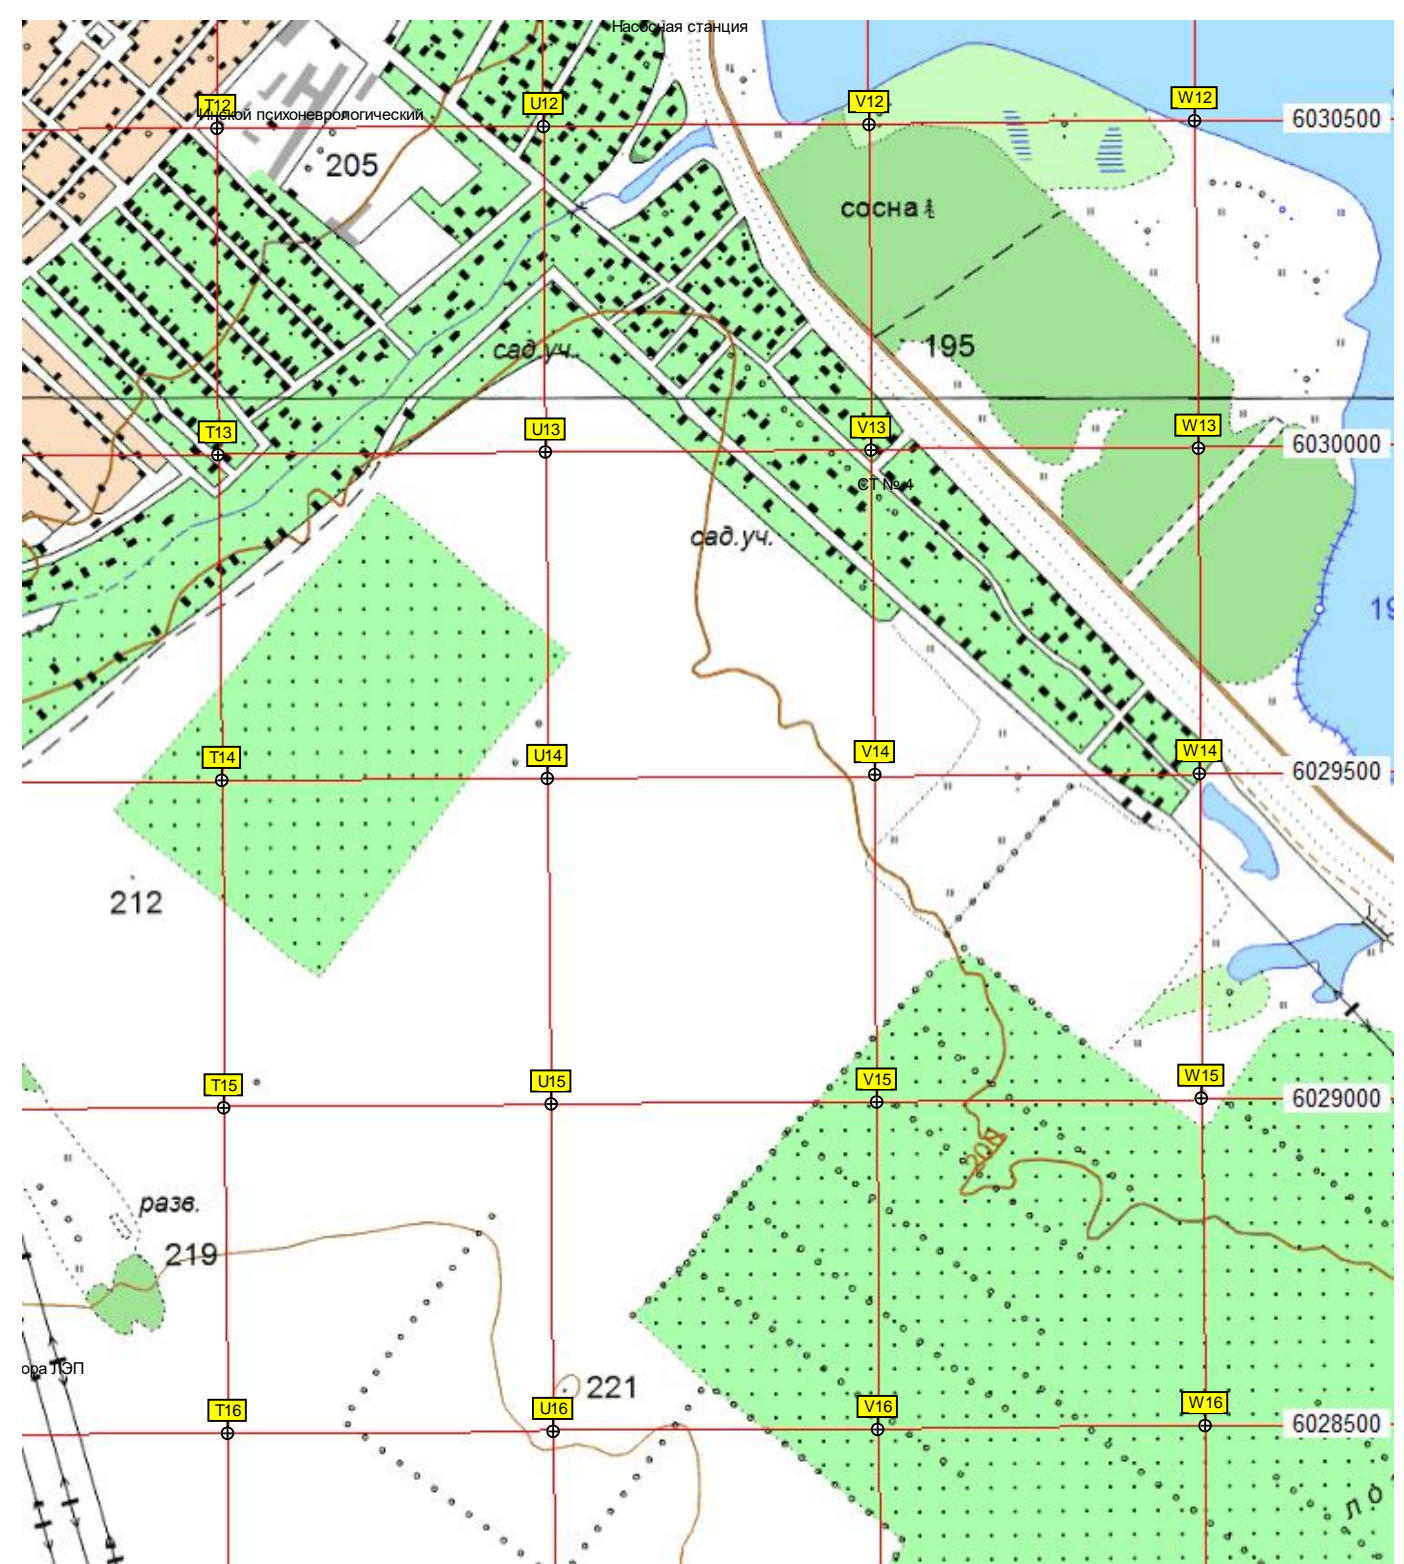 Насосная станция
T12
U12
V12
W12
6030500
Инской психоневрологический
205
сосна
195
сад.уч.
T13
U13
V13
W13
6030000
СТ № 4
сад.уч.
19
T14
U14
V14
W14
6029500
212
T15
U15
V15
W15
6029000
разв.
219
ора ЛЭП
221
T16
U16
V16
W16
6028500
Л О